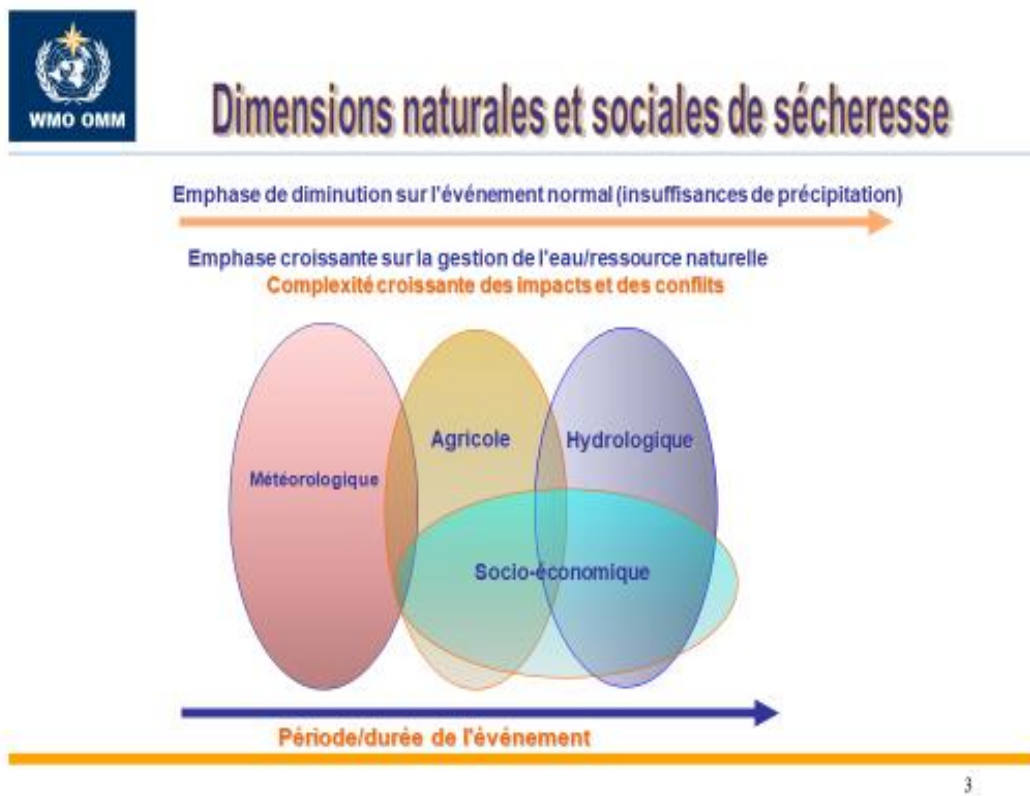 WMO OMM
Dimensions naturales et sociales de sécheresse
Emphase de diminution sur l'événement normal (insuffisances de précipitation)
Emphase croissante sur la gestion de l'eau/ressource naturelle
Complexité croissante des impacts et des conflits
Agricole
Hydrologique
Météorologique
Socio-économique
Période/durée de l'événement
3